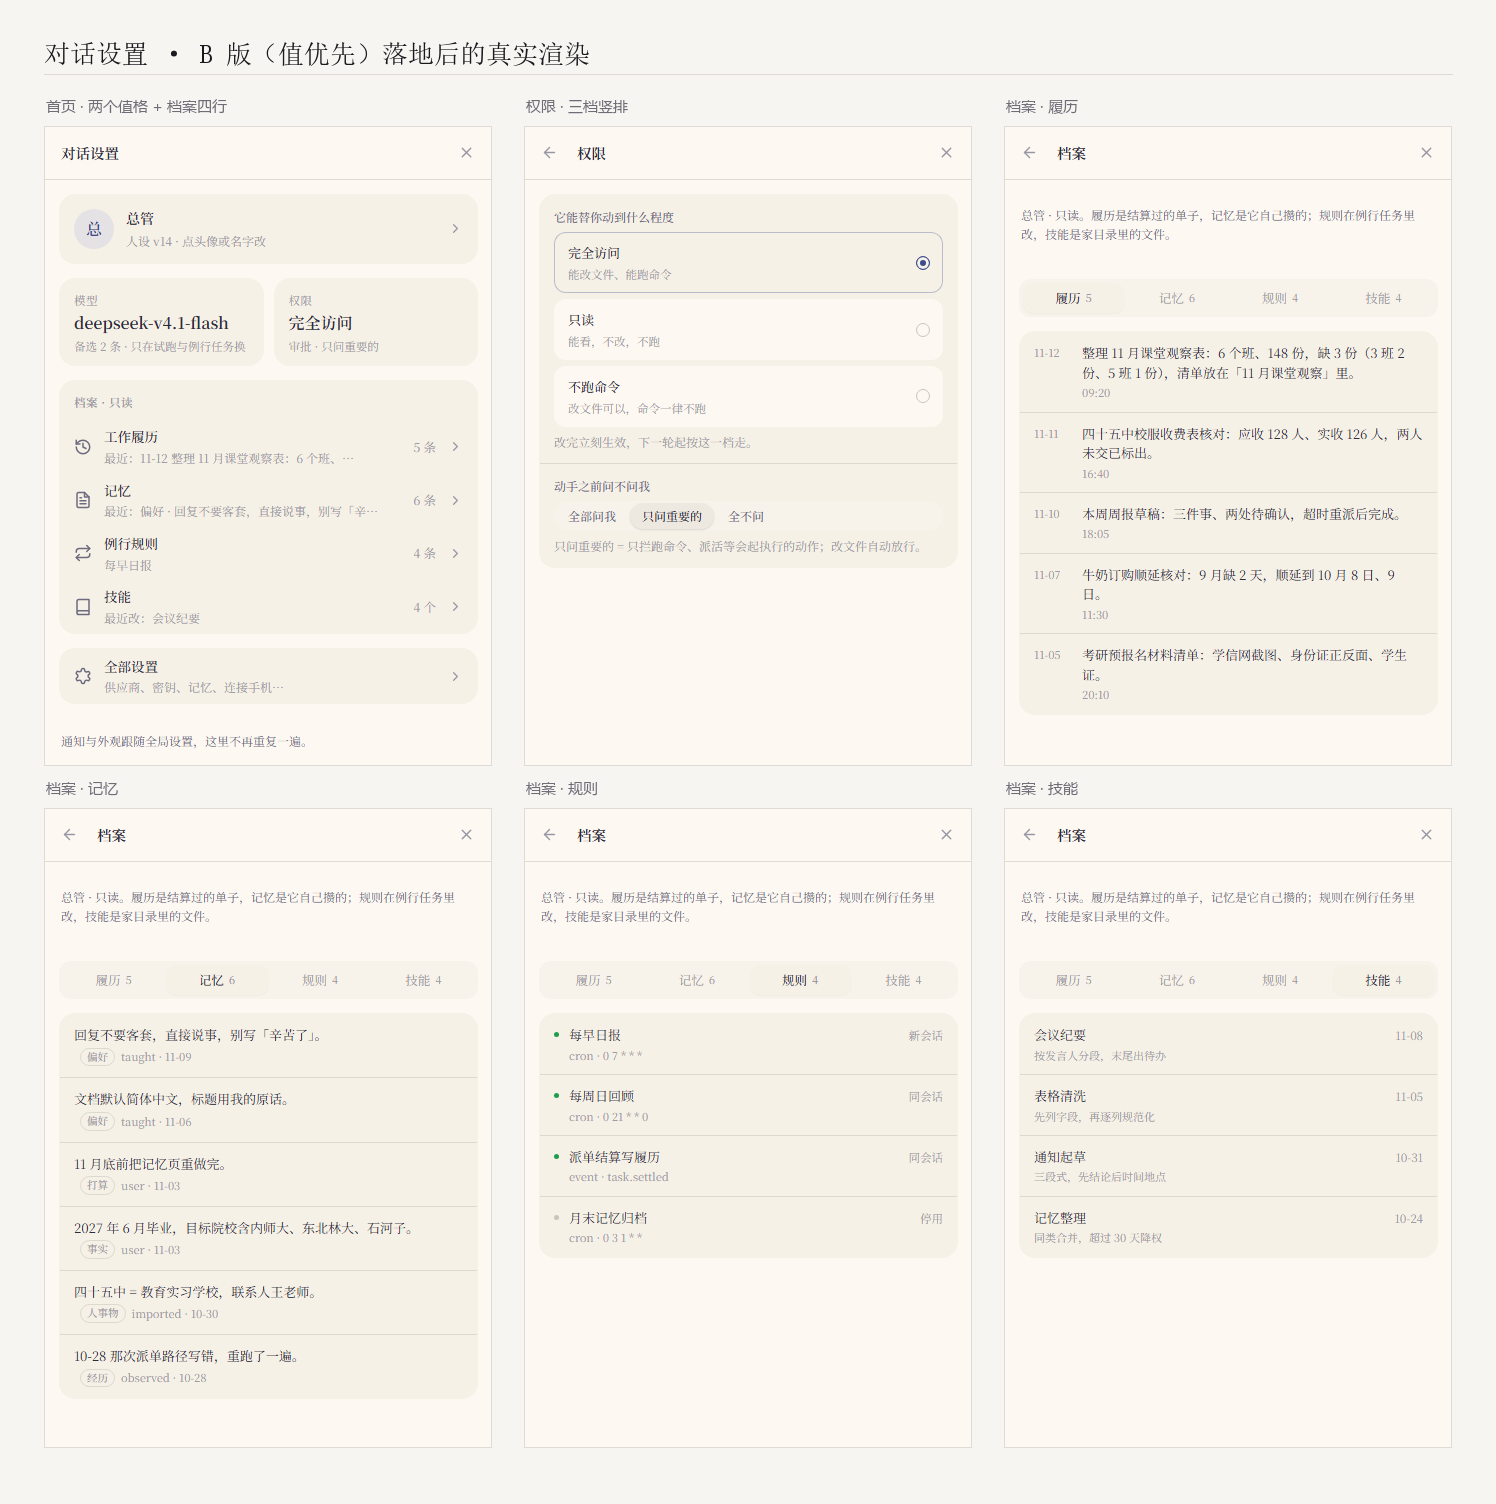 对话设置 • B 版（值优先）落地后的真实渲染
首页 · 两个值格 + 档案四行
对话设置
总
总管
人设 v14 · 点头像或名字改
模型
deepseek-v4.1-flash
备选 2 条 · 只在试跑与例行任务换
权限
完全访问
审批 · 只问重要的
档案 · 只读
工作履历
最近：11-12 整理 11 月课堂观察表：6 个班、…
5 条
记忆
最近：偏好 · 回复不要客套，直接说事，别写「辛…
6 条
例行规则
每早日报
4 条
技能
最近改：会议纪要
4 个
全部设置
供应商、密钥、记忆、连接手机…
通知与外观跟随全局设置，这里不再重复一遍。
权限 · 三档竖排
权限
它能替你动到什么程度
完全访问
能改文件、能跑命令
只读
能看，不改，不跑
不跑命令
改文件可以，命令一律不跑
改完立刻生效，下一轮起按这一档走。
动手之前问不问我
全部问我 只问重要的 全不问
只问重要的 = 只拦跑命令、派活等会起执行的动作；改文件自动放行。
档案 · 履历
档案
总管 · 只读。履历是结算过的单子，记忆是它自己攒的；规则在例行任务里
改，技能是家目录里的文件。
履历 5 记忆 6 规则 4 技能 4
11-12 整理 11 月课堂观察表：6 个班、148 份，缺 3 份（3 班 2
份、5 班 1 份），清单放在「11 月课堂观察」里。
09:20
11-11 四十五中校服收费表核对：应收 128 人、实收 126 人，两人
未交已标出。
16:40
11-10 本周周报草稿：三件事、两处待确认，超时重派后完成。
18:05
11-07 牛奶订购顺延核对：9 月缺 2 天，顺延到 10 月 8 日、9
日。
11:30
11-05 考研预报名材料清单：学信网截图、身份证正反面、学生
证。
20:10
档案 · 记忆
档案
总管 · 只读。履历是结算过的单子，记忆是它自己攒的；规则在例行任务里
改，技能是家目录里的文件。
履历 5 记忆 6 规则 4 技能 4
回复不要客套，直接说事，别写「辛苦了」。
偏好 taught · 11-09
文档默认简体中文，标题用我的原话。
偏好 taught · 11-06
11 月底前把记忆页重做完。
打算 user · 11-03
2027 年 6 月毕业，目标院校含内师大、东北林大、石河子。
事实 user · 11-03
四十五中 = 教育实习学校，联系人王老师。
人事物 imported · 10-30
10-28 那次派单路径写错，重跑了一遍。
经历 observed · 10-28
档案 · 规则
档案
总管 · 只读。履历是结算过的单子，记忆是它自己攒的；规则在例行任务里
改，技能是家目录里的文件。
履历 5 记忆 6 规则 4 技能 4
每早日报 新会话
cron · 0 7 * * *
每周日回顾 同会话
cron · 0 21 * * 0
派单结算写履历 同会话
event · task.settled
月末记忆归档 停用
cron · 0 3 1 * *
档案 · 技能
档案
总管 · 只读。履历是结算过的单子，记忆是它自己攒的；规则在例行任务里
改，技能是家目录里的文件。
履历 5 记忆 6 规则 4 技能 4
会议纪要 11-08
按发言人分段，末尾出待办
表格清洗 11-05
先列字段，再逐列规范化
通知起草 10-31
三段式，先结论后时间地点
记忆整理 10-24
同类合并，超过 30 天降权